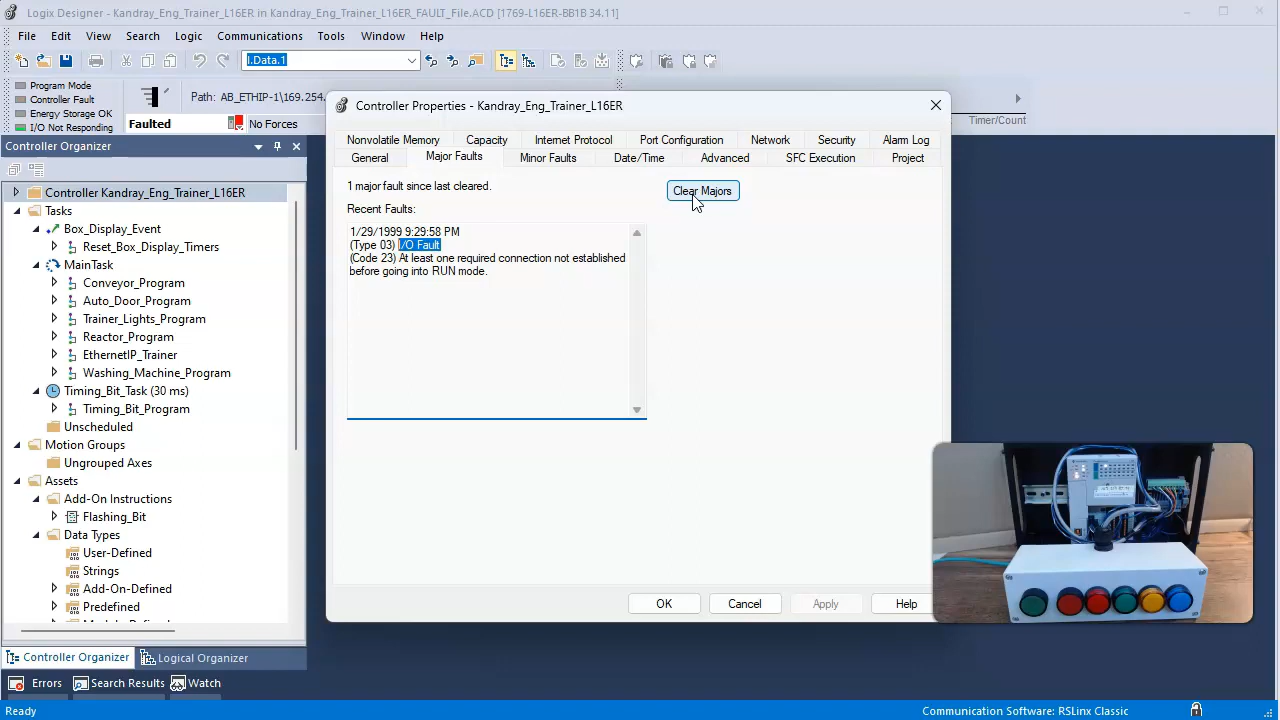 Logix Designer - Kandray_Eng_Trainer_L16ER in Kandray_Eng_Trainer_L16ER_FAULT_File.ACD [1769-L16ER-BB1B 34.11]
File Edit View Search Logic Communications Tools Window Help
I.Data.1
Program Mode
Controller Fault
Energy Storage OK
I/O Not Responding
Path: AB_ETHIP-1\169.254.
Faulted
No Forces
Timer/Count
Controller Organizer
Controller Kandray_Eng_Trainer_L16ER
Tasks
Box_Display_Event
Reset_Box_Display_Timers
MainTask
Conveyor_Program
Auto_Door_Program
Trainer_Lights_Program
Reactor_Program
EthernetIP_Trainer
Washing_Machine_Program
Timing_Bit_Task (30 ms)
Timing_Bit_Program
Unscheduled
Motion Groups
Ungrouped Axes
Assets
Add-On Instructions
Flashing_Bit
Data Types
User-Defined
Strings
Add-On-Defined
Predefined
Controller Organizer
Logical Organizer
Errors
Search Results
Watch
Ready
Communication Software: RSLinx Classic
Controller Properties - Kandray_Eng_Trainer_L16ER
Nonvolatile Memory Capacity Internet Protocol Port Configuration Network Security Alarm Log
General Major Faults Minor Faults Date/Time Advanced SFC Execution Project
1 major fault since last cleared.
Clear Majors
Recent Faults:
1/29/1999 9:29:58 PM
(Type 03) I/O Fault
(Code 23) At least one required connection not established
before going into RUN mode.
OK Cancel Apply Help